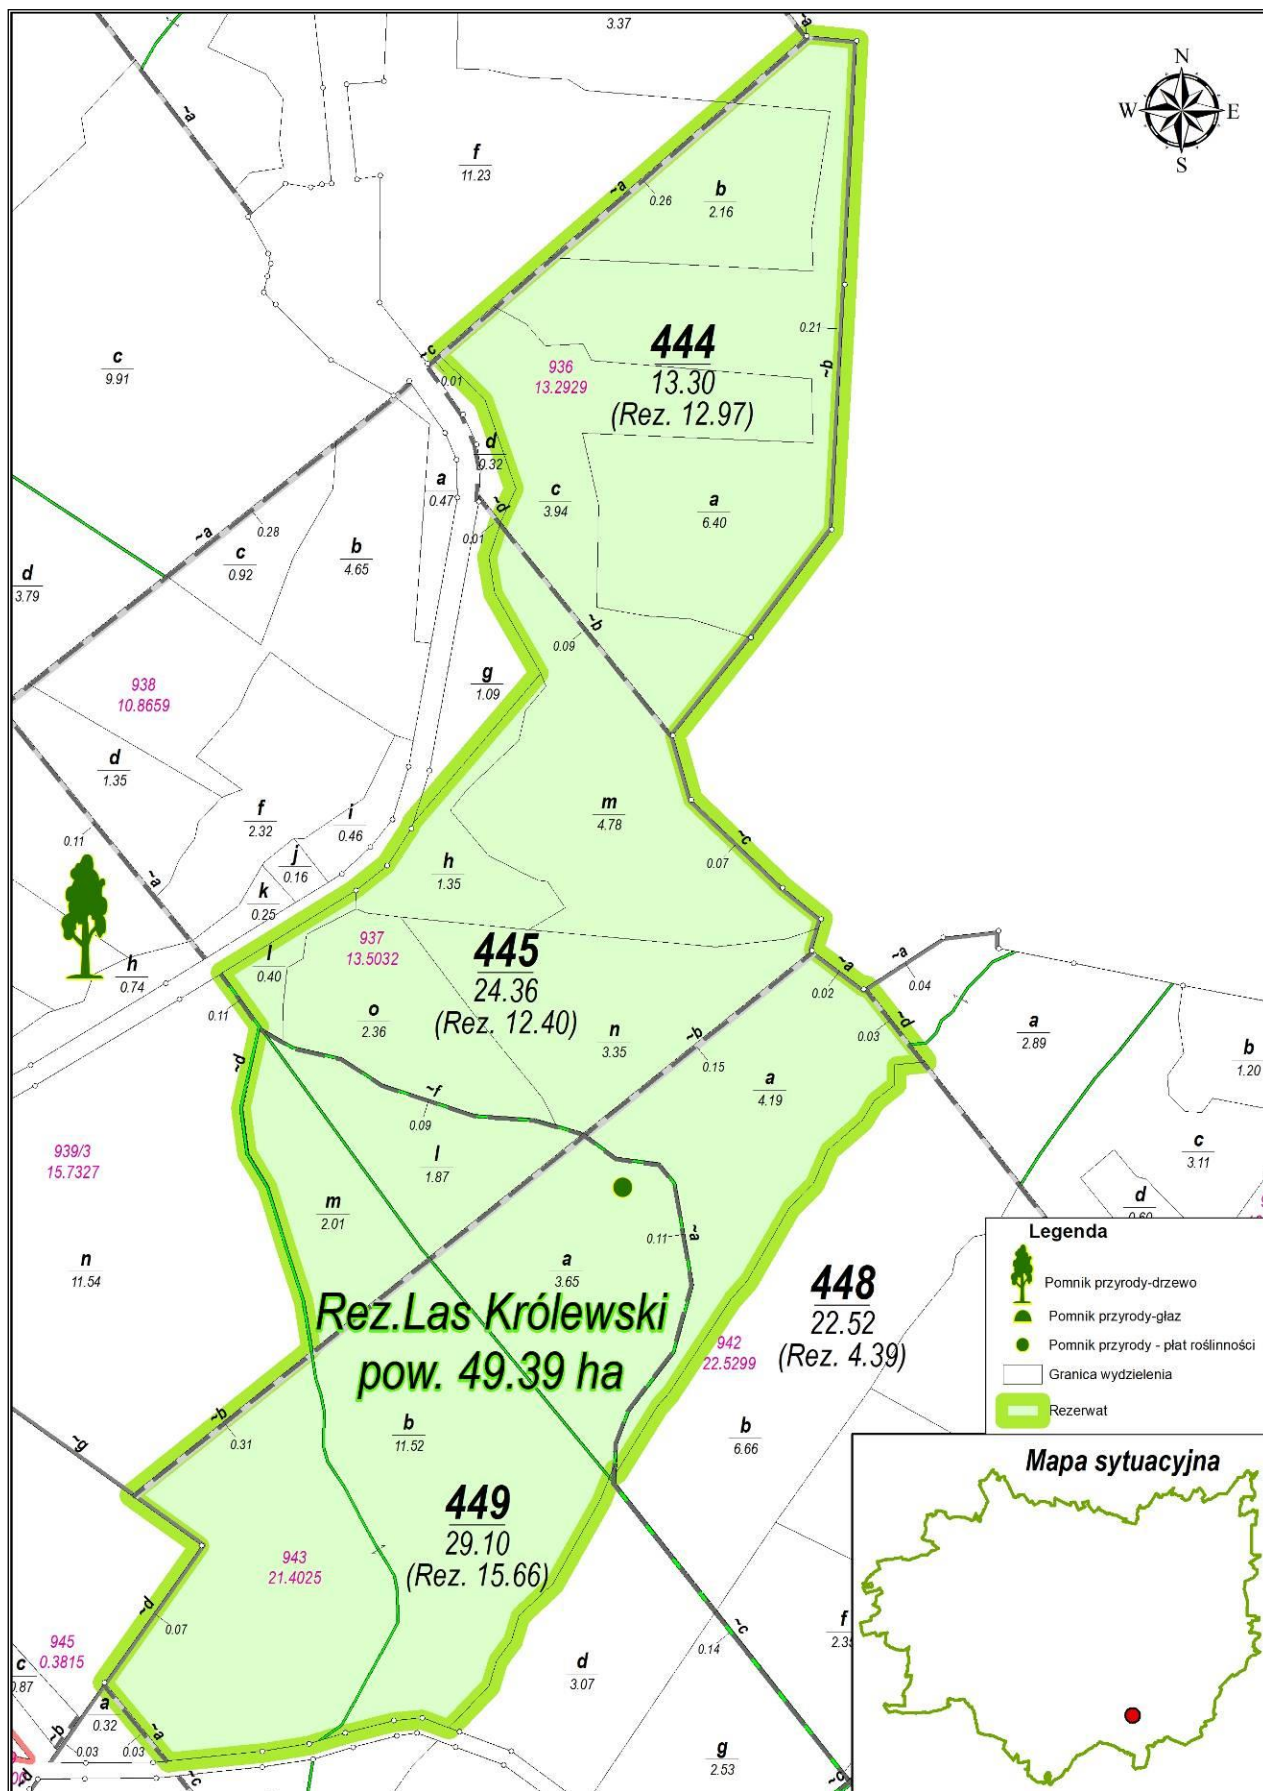 3.37
~a
N
W
E
S
~a
f
11.23
~a
0.26
b
2.16
444
13.30
(Rez. 12.97)
936
13.2929
0.21
~b
c
9.91
~c
0.01
d
0.32
a
0.47
~d
0.01
c
3.94
a
6.40
~a
0.28
c
0.92
b
4.65
d
3.79
~b
0.09
g
1.09
938
10.8659
d
1.35
f
2.32
i
0.46
j
0.16
k
0.25
0.11
~a
h
0.74
m
4.78
~c
0.07
h
1.35
937
13.5032
445
24.36
(Rez. 12.40)
l
0.40
0.11
o
2.36
n
3.35
~b
0.15
~a
0.02
~a
0.04
~d
0.03
a
2.89
b
1.20
a
4.19
~d
~f
0.09
l
1.87
m
2.01
939/3
15.7327
n
11.54
c
3.11
d
0.60
0.11
~a
a
3.65
448
22.52
(Rez. 4.39)
942
22.5299
Rez.Las Królewski
pow. 49.39 ha
Legenda
Pomnik przyrody-drzewo
Pomnik przyrody-głaz
Pomnik przyrody - płat roślinności
Granica wydzielenia
Rezerwat
~g
~b
0.31
b
11.52
b
6.66
449
29.10
(Rez. 15.66)
943
21.4025
~d
0.07
945
0.3815
c
0.87
a
0.32
~a
~b
0.03
0.03
~c
~d
d
3.07
~c
0.14
g
2.53
f
Mapa sytuacyjna